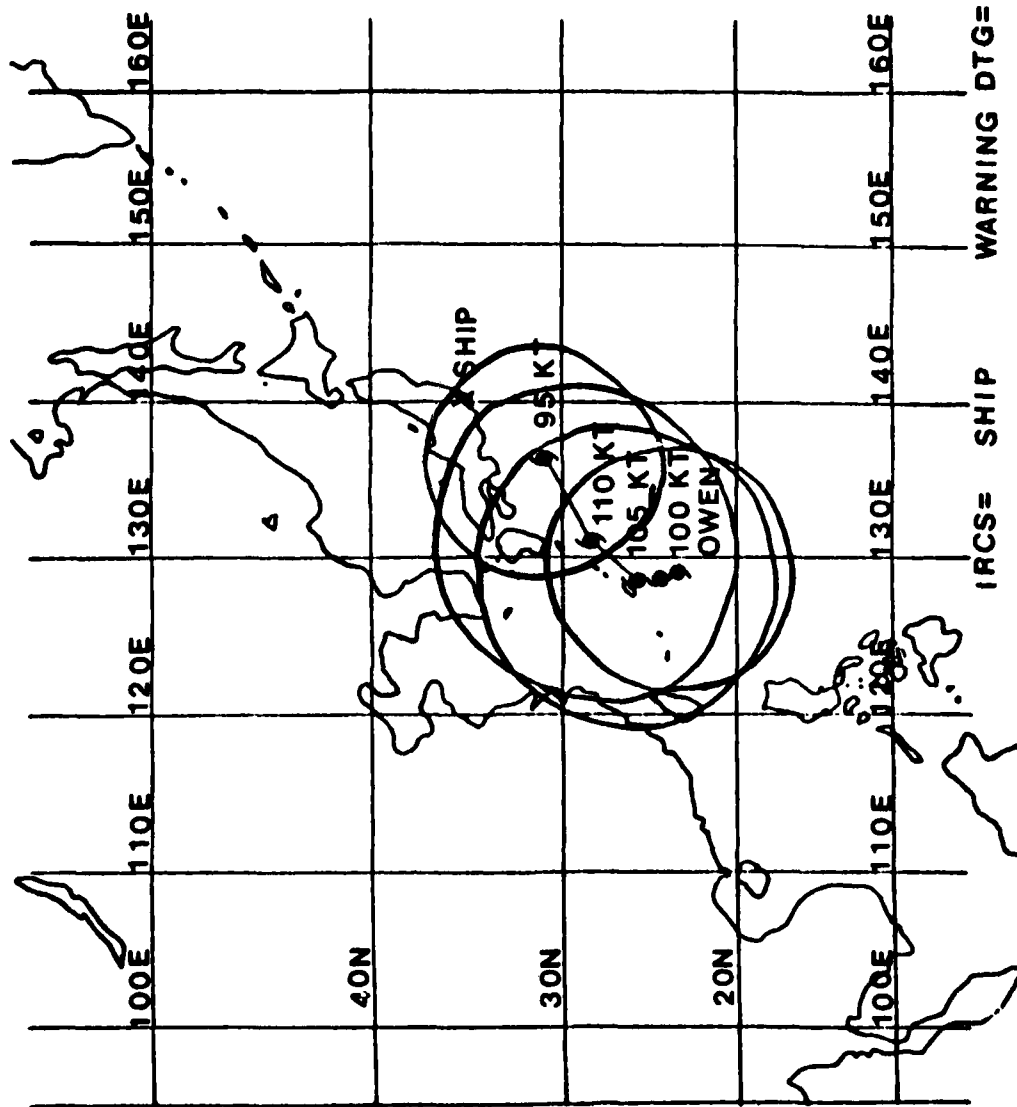 100E 110E 120E 130E 140E 150E 160E
40N
SHIP
30N
95 KT
110 KT
105 KT
100 KT
20N
OWEN
100E 110E 120E 130E 140E 150E 160E
IRCS= SHIP WARNING DTG=